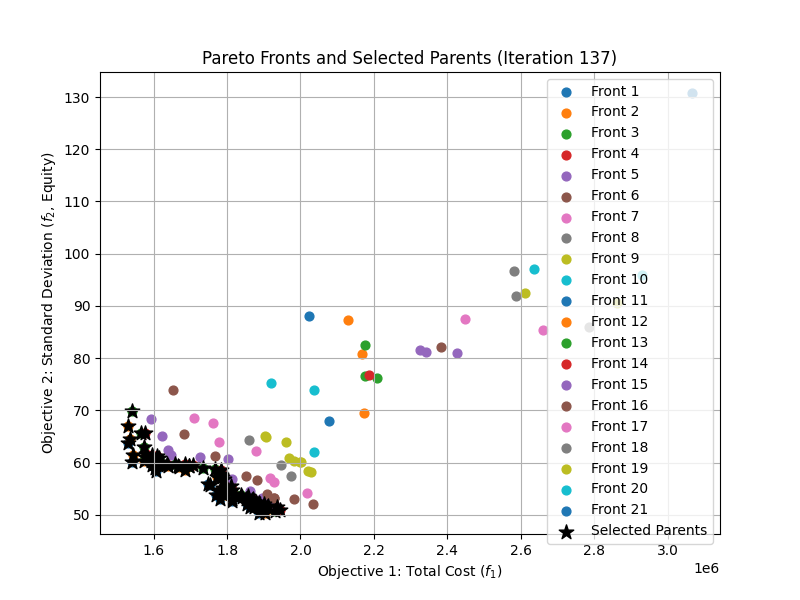 Pareto Fronts and Selected Parents (Iteration 137)
Objective 2: Standard Deviation (f₂, Equity)
130
120
110
100
90
80
70
60
50
1.6
1.8
2.0
2.2
2.4
2.6
2.8
3.0
1e6
Objective 1: Total Cost (f₁)
Front 1
Front 2
Front 3
Front 4
Front 5
Front 6
Front 7
Front 8
Front 9
Front 10
Front 11
Front 12
Front 13
Front 14
Front 15
Front 16
Front 17
Front 18
Front 19
Front 20
Front 21
Selected Parents